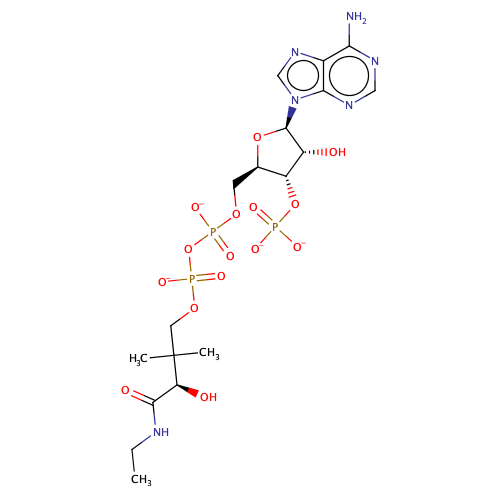 NH₂
N N
N N
O
OH
O
O⁻ O P O⁻
O P O⁻
O O
O⁻ P O
O
H₃C CH₃
O OH
NH
CH₃